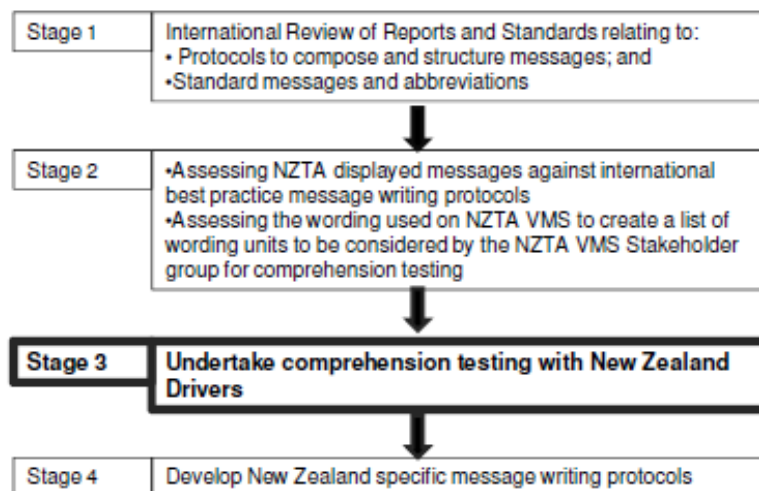 Stage 1
International Review of Reports and Standards relating to:
• Protocols to compose and structure messages; and
•Standard messages and abbreviations
Stage 2
•Assessing NZTA displayed messages against international
best practice message writing protocols
•Assessing the wording used on NZTA VMS to create a list of
wording units to be considered by the NZTA VMS Stakeholder
group for comprehension testing
Stage 3
Undertake comprehension testing with New Zealand
Drivers
Stage 4
Develop New Zealand specific message writing protocols